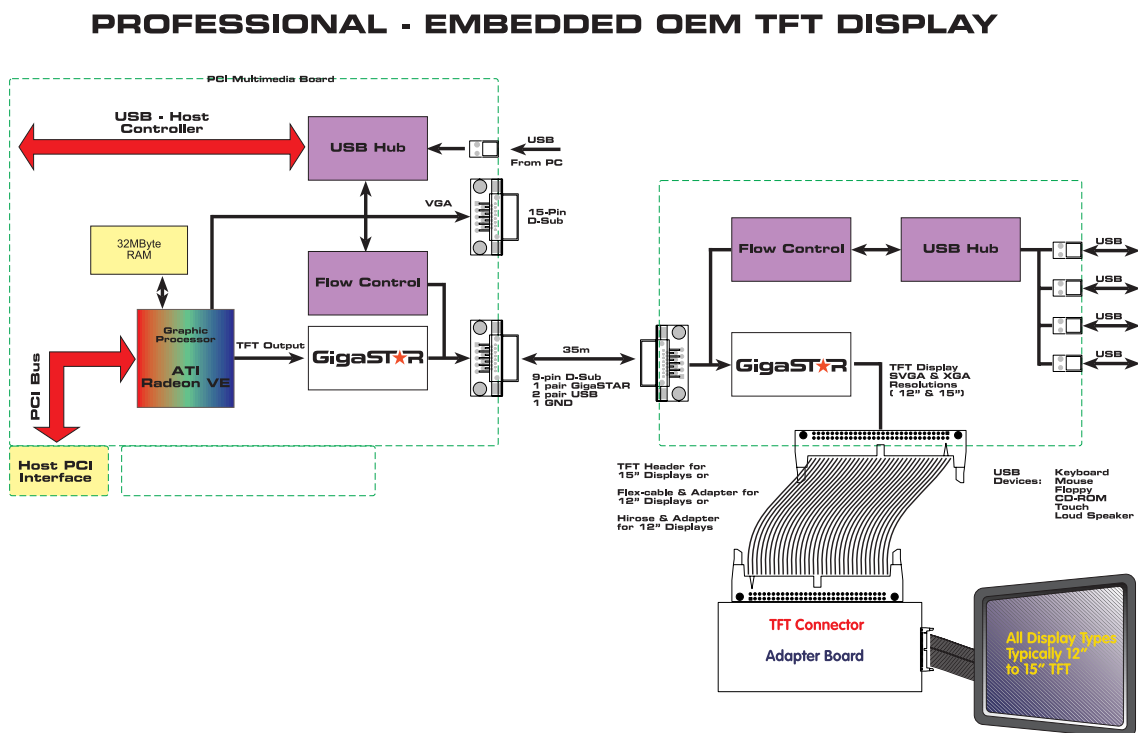 PROFESSIONAL - EMBEDDED OEM TFT DISPLAY
PCI Multimedia Board
USB - Host
Controller
USB Hub
USB
From PC
VGA
15-Pin
D-Sub
32MByte
RAM
Flow Control
Graphic
Processor
ATI
Radeon VE
TFT Output
GigaSTAR
PCI Bus
Host PCI
Interface
35m
9-pin D-Sub
1 pair GigaSTAR
2 pair USB
1 GND
Flow Control
USB Hub
USB
USB
USB
USB
GigaSTAR
TFT Display
SVGA & XGA
Resolutions
( 12" & 15")
TFT Header for
15" Displays or
Flex-cable & Adapter for
12" Displays or
Hirose & Adapter
for 12" Displays
USB
Devices:
Keyboard
Mouse
Floppy
CD-ROM
Touch
Loud Speaker
TFT Connector
Adapter Board
All Display Types
Typically 12"
to 15" TFT